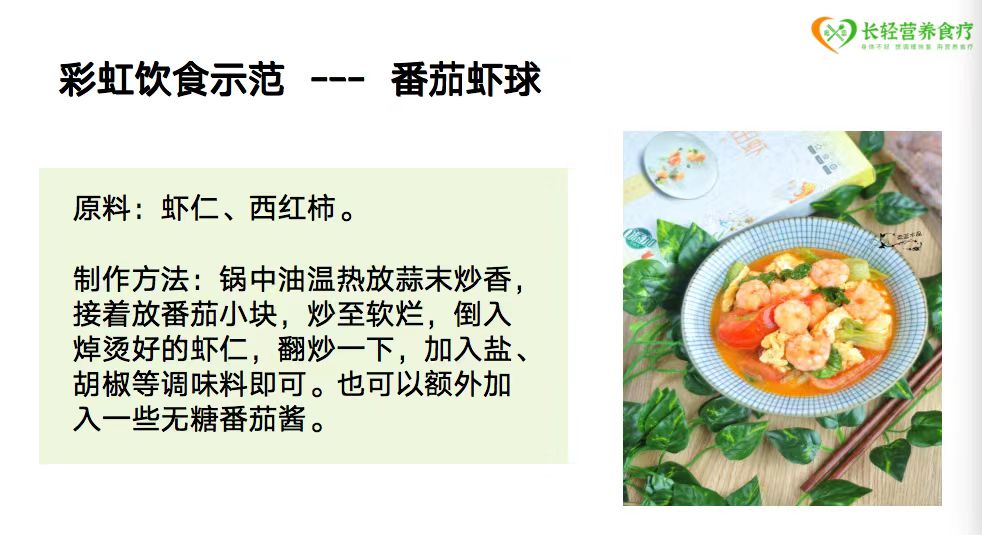 长轻营养食疗
彩虹饮食示范 --- 番茄虾球
原料：虾仁、西红柿。
制作方法：锅中油温热放蒜末炒香，
接着放番茄小块，炒至软烂，倒入
焯烫好的虾仁，翻炒一下，加入盐、
胡椒等调味料即可。也可以额外加
入一些无糖番茄酱。